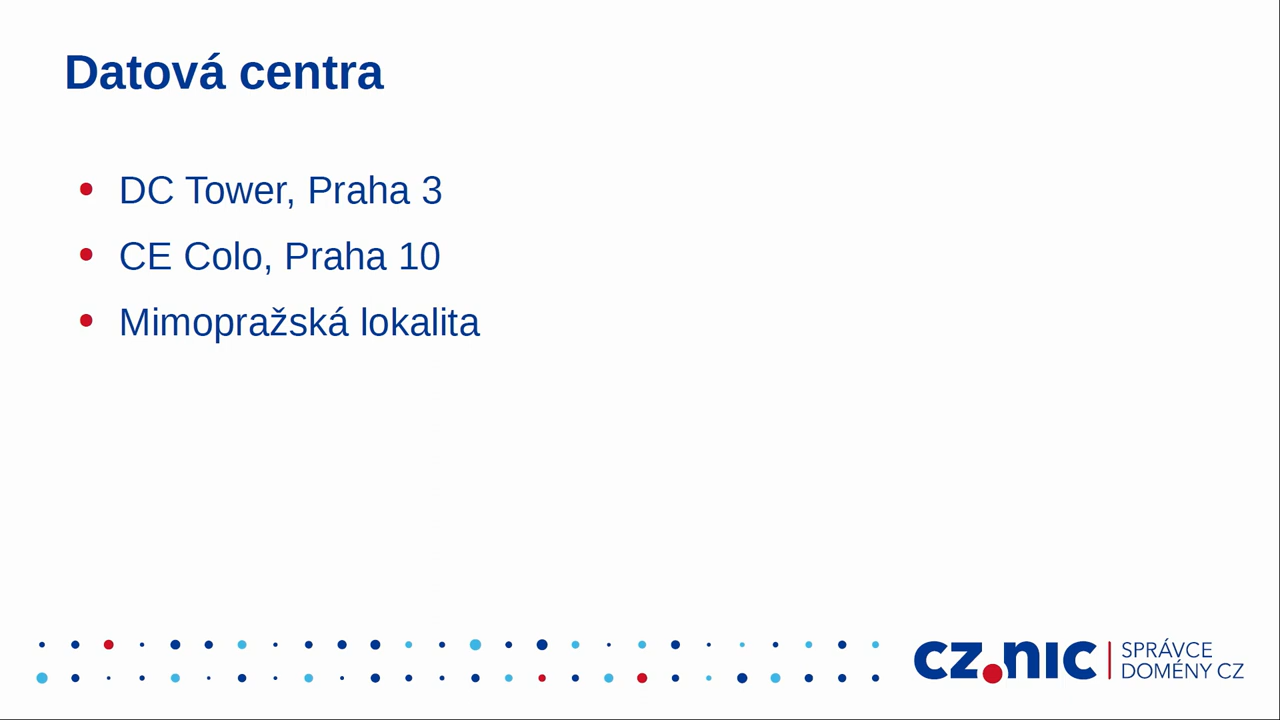 Datová centra
DC Tower, Praha 3
CE Colo, Praha 10
Mimopražská lokalita
CZ.NIC
SPRÁVCE
DOMÉNY CZ